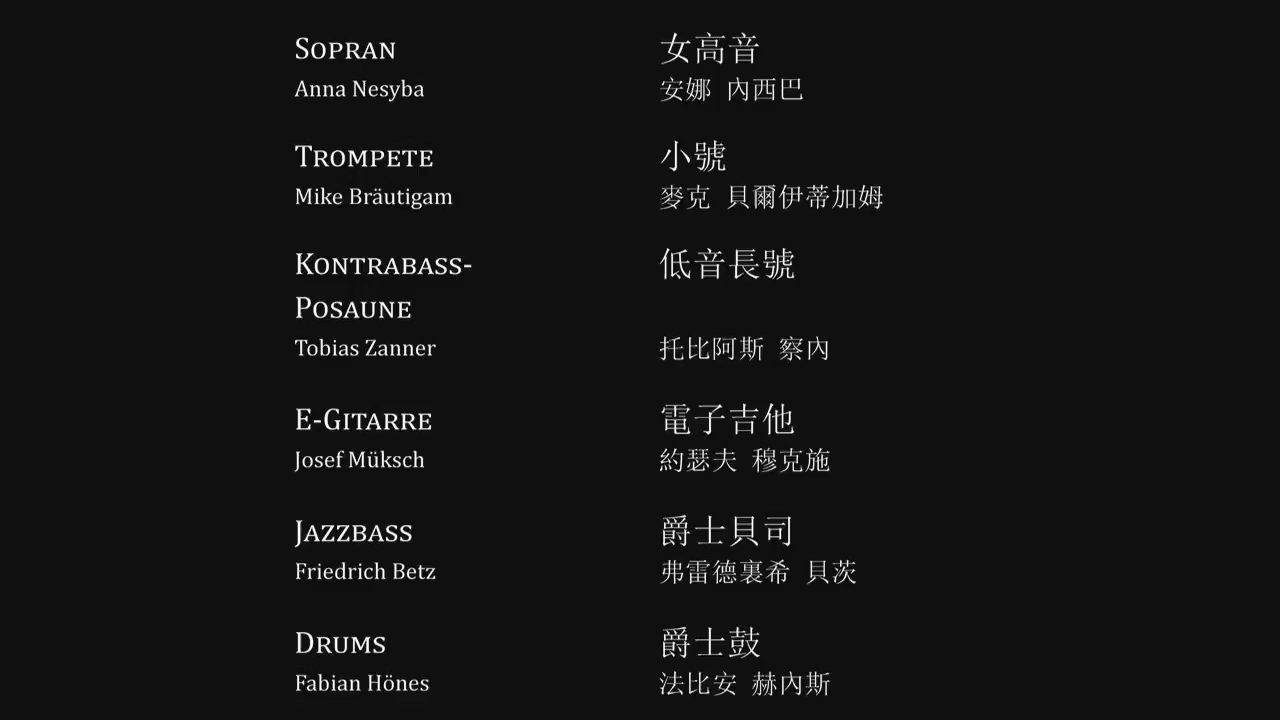 Sopran
女高音
Anna Nesyba
安娜 內西巴
Trompete
小號
Mike Bräutigam
麥克 貝爾伊蒂加姆
Kontrabass-
低音長號
Posaune
Tobias Zanner
托比阿斯 察內
E-Gitarre
電子吉他
Josef Müksch
約瑟夫 穆克施
Jazzbass
爵士貝司
Friedrich Betz
弗雷德裏希 貝茨
Drums
爵士鼓
Fabian Hönes
法比安 赫內斯